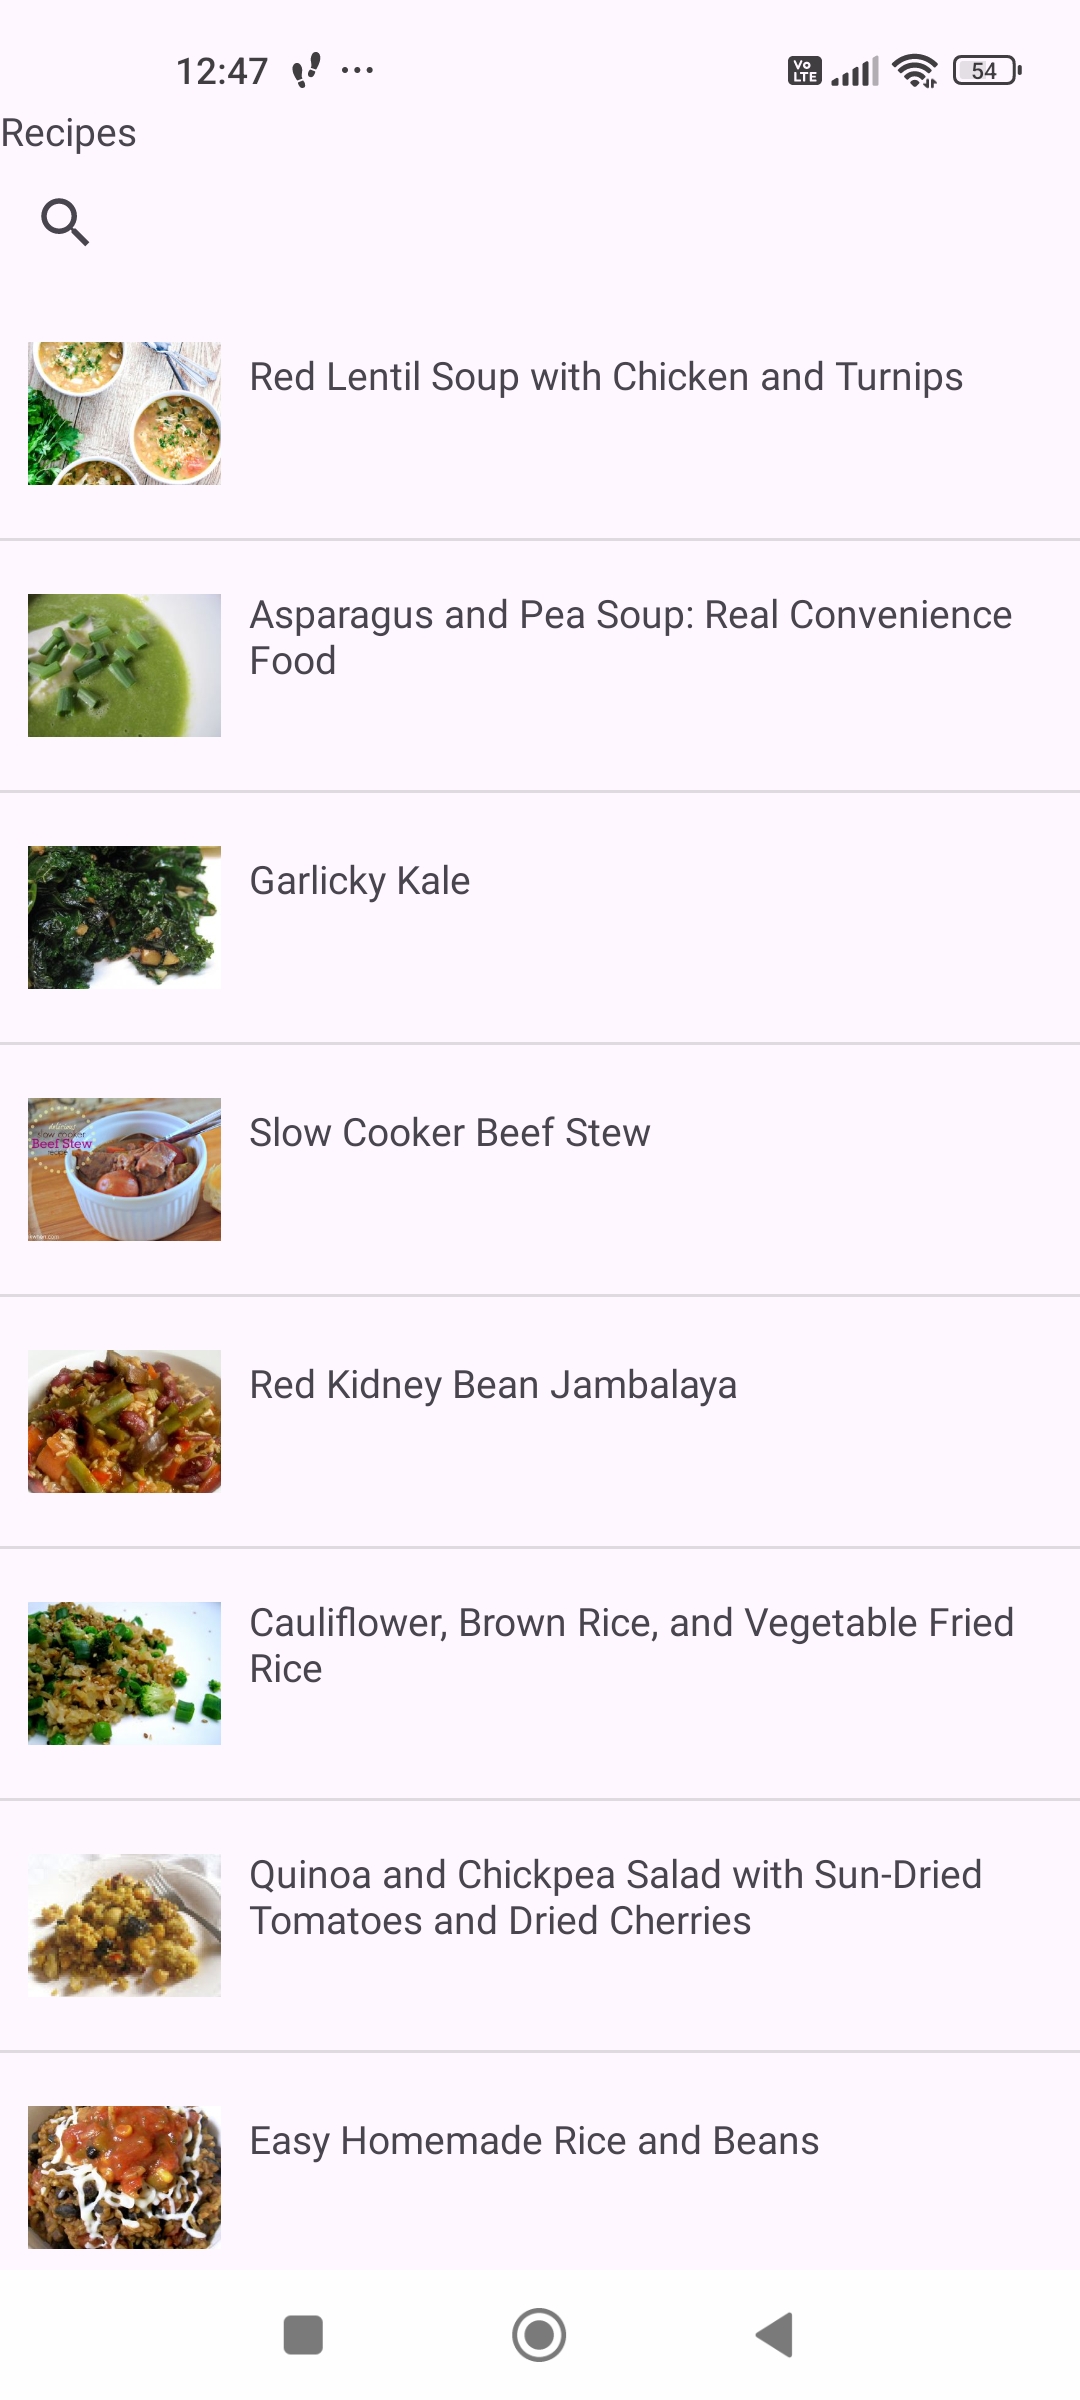 12:47 ...
Vo LTE 54
Recipes
Red Lentil Soup with Chicken and Turnips
Asparagus and Pea Soup: Real Convenience
Food
Garlicky Kale
delicious
slow cooker
Beef Stew
recipe
Slow Cooker Beef Stew
Red Kidney Bean Jambalaya
Cauliflower, Brown Rice, and Vegetable Fried
Rice
Quinoa and Chickpea Salad with Sun-Dried
Tomatoes and Dried Cherries
Easy Homemade Rice and Beans